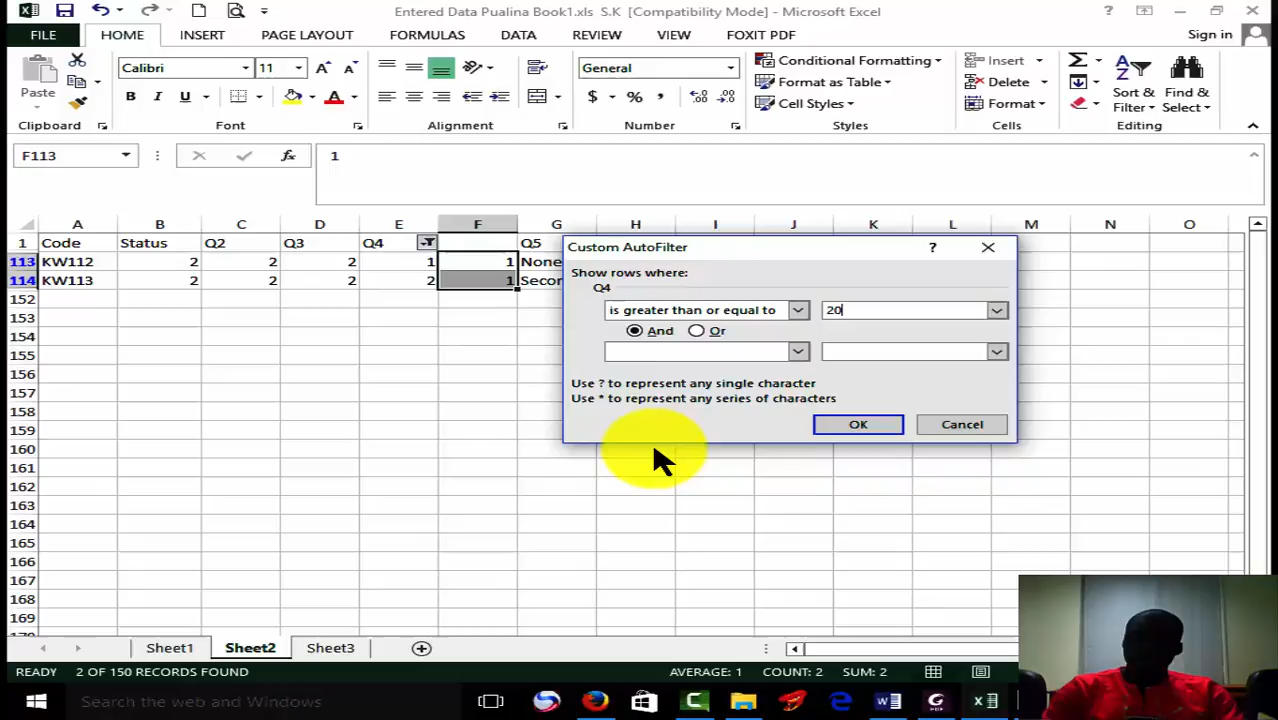 Entered Data Pualina Book1.xls S.K [Compatibility Mode] - Microsoft Excel
FILE HOME INSERT PAGE LAYOUT FORMULAS DATA REVIEW VIEW FOXIT PDF Sign in
Paste
Calibri 11
B I U A
General
$ % ,
Conditional Formatting
Format as Table
Cell Styles
Insert
Delete
Format
Sort & Filter
Find & Select
Clipboard Font Alignment Number Styles Cells Editing
F113 fx 1
A B C D E F G H I J K L M N O
1 Code Status Q2 Q3 Q4 Q5
113 KW112 2 2 2 1 1 None
114 KW113 2 2 2 2 1 Secon
152
153
154
155
156
157
158
159
160
161
162
163
164
165
166
167
168
169
Custom AutoFilter ?
Show rows where:
Q4
is greater than or equal to 20
And Or
Use ? to represent any single character
Use * to represent any series of characters
OK Cancel
Sheet1 Sheet2 Sheet3
READY 2 OF 150 RECORDS FOUND AVERAGE: 1 COUNT: 2 SUM: 2
Search the web and Windows